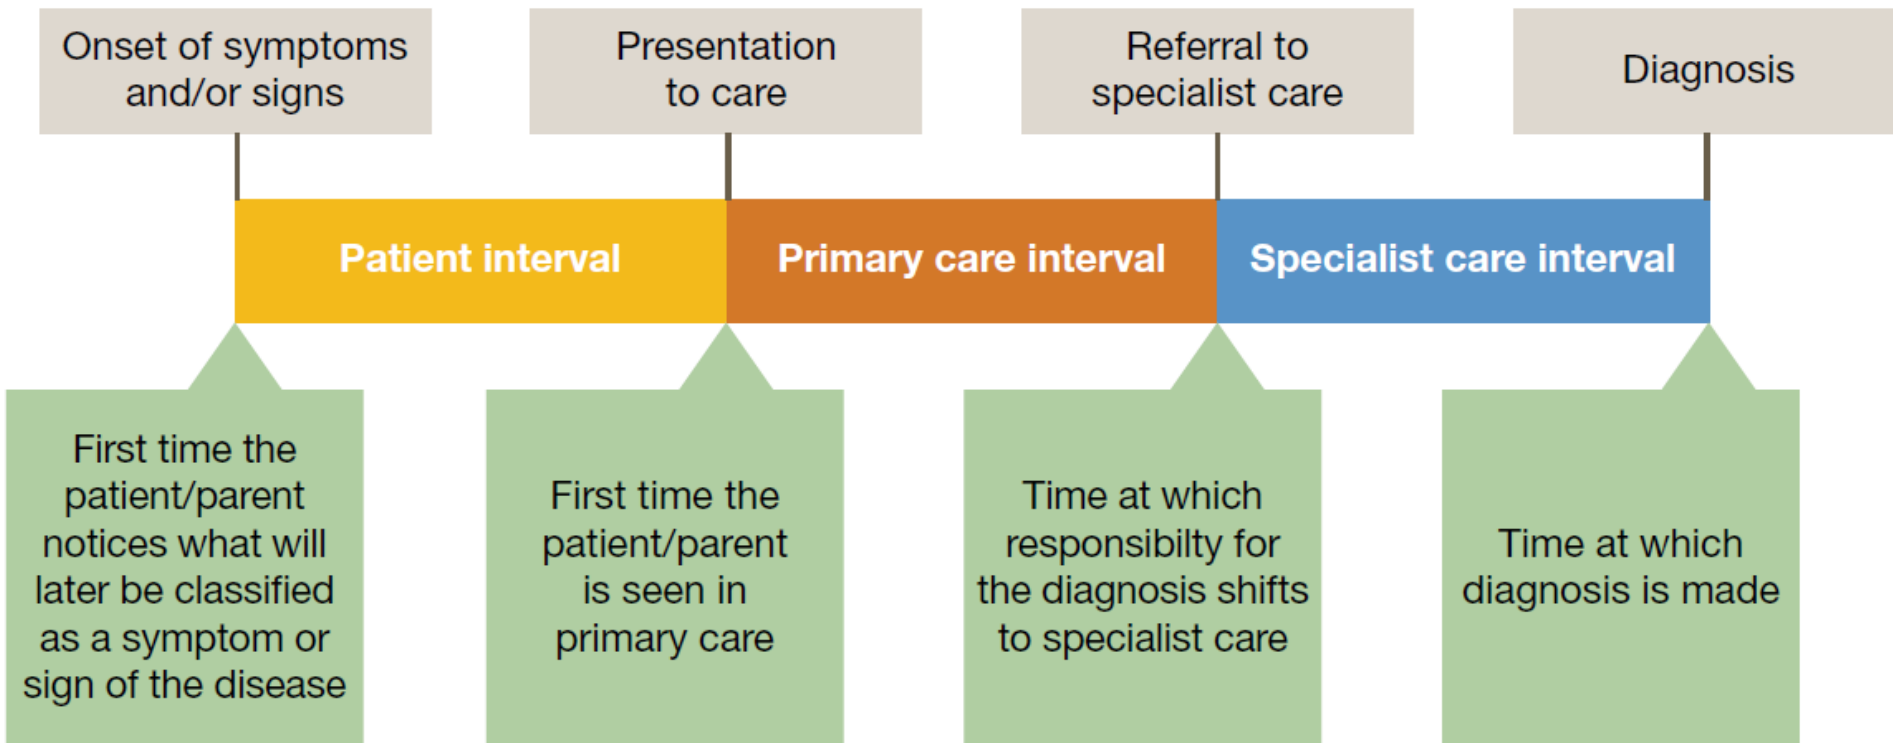 Onset of symptoms
and/or signs
Presentation
to care
Referral to
specialist care
Diagnosis
Patient interval
Primary care interval
Specialist care interval
First time the
patient/parent
notices what will
later be classified
as a symptom or
sign of the disease
First time the
patient/parent
is seen in
primary care
Time at which
responsibilty for
the diagnosis shifts
to specialist care
Time at which
diagnosis is made